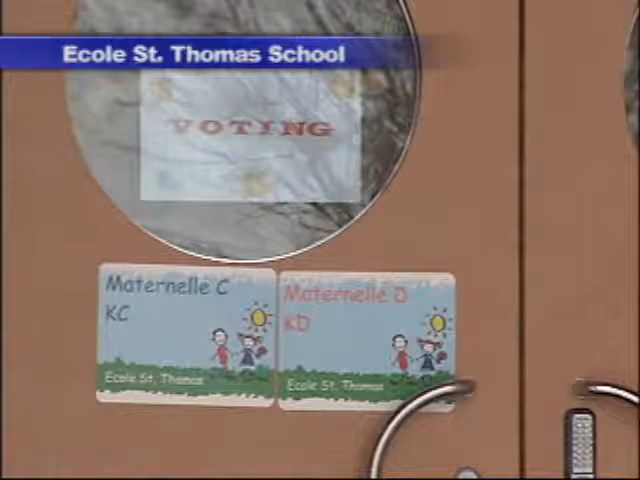 Ecole St. Thomas School
VOTING
Maternelle C
KC
Ecole St. Thomas
Maternelle D
KD
Ecole St. Thomas